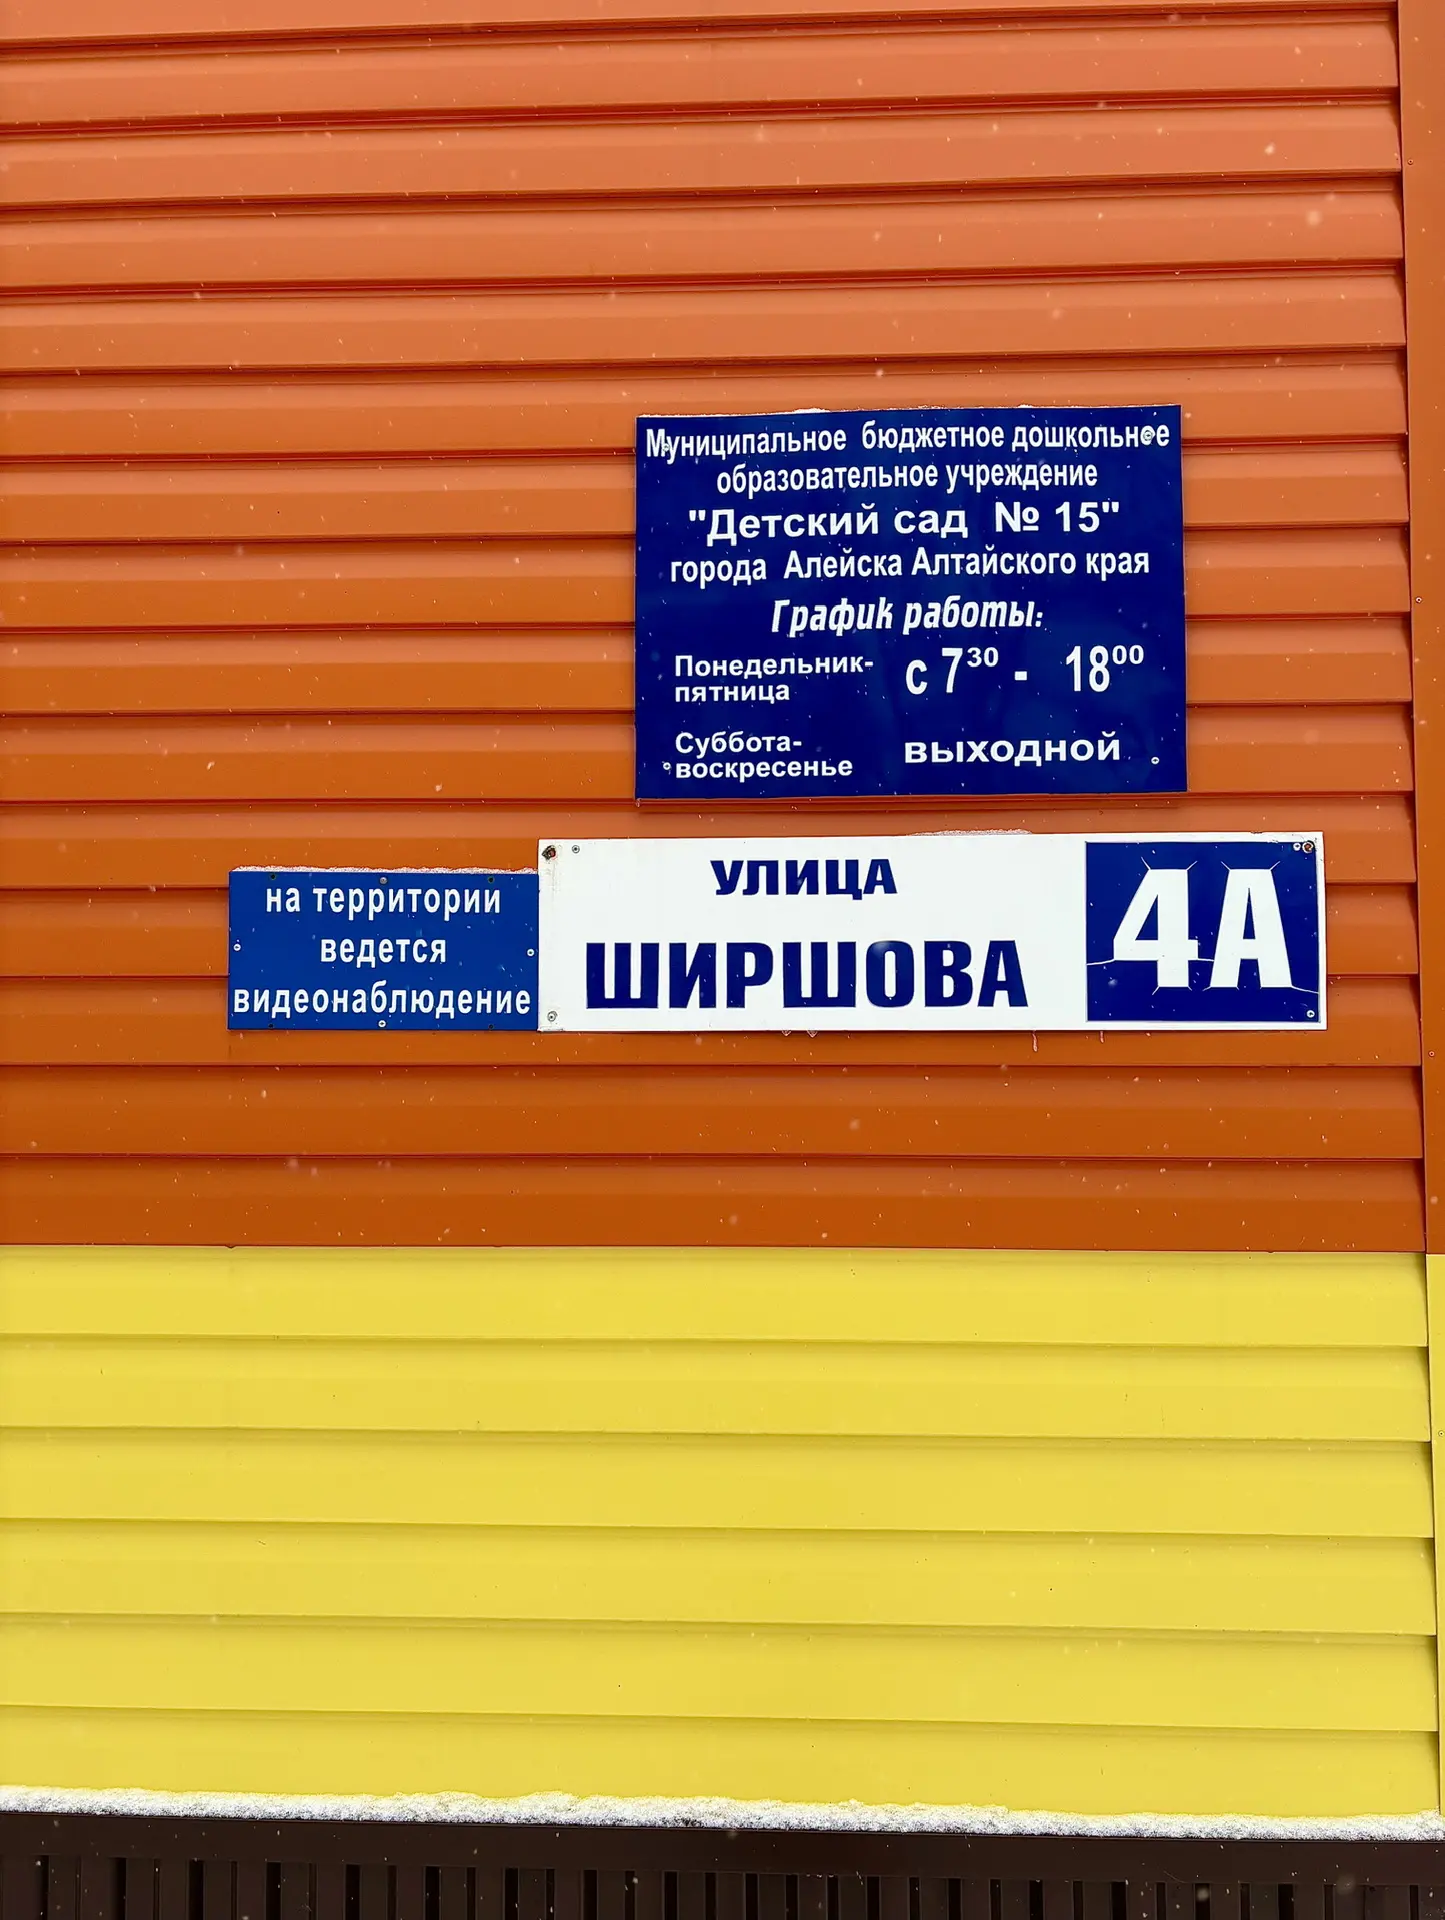 Муниципальное бюджетное дошкольное
образовательное учреждение
"Детский сад № 15"
города Алейска Алтайского края
График работы:
Понедельник-
пятница
с 7³⁰ - 18⁰⁰
Суббота-
воскресенье
выходной
на территории
ведется
видеонаблюдение
УЛИЦА
ШИРШОВА
4А